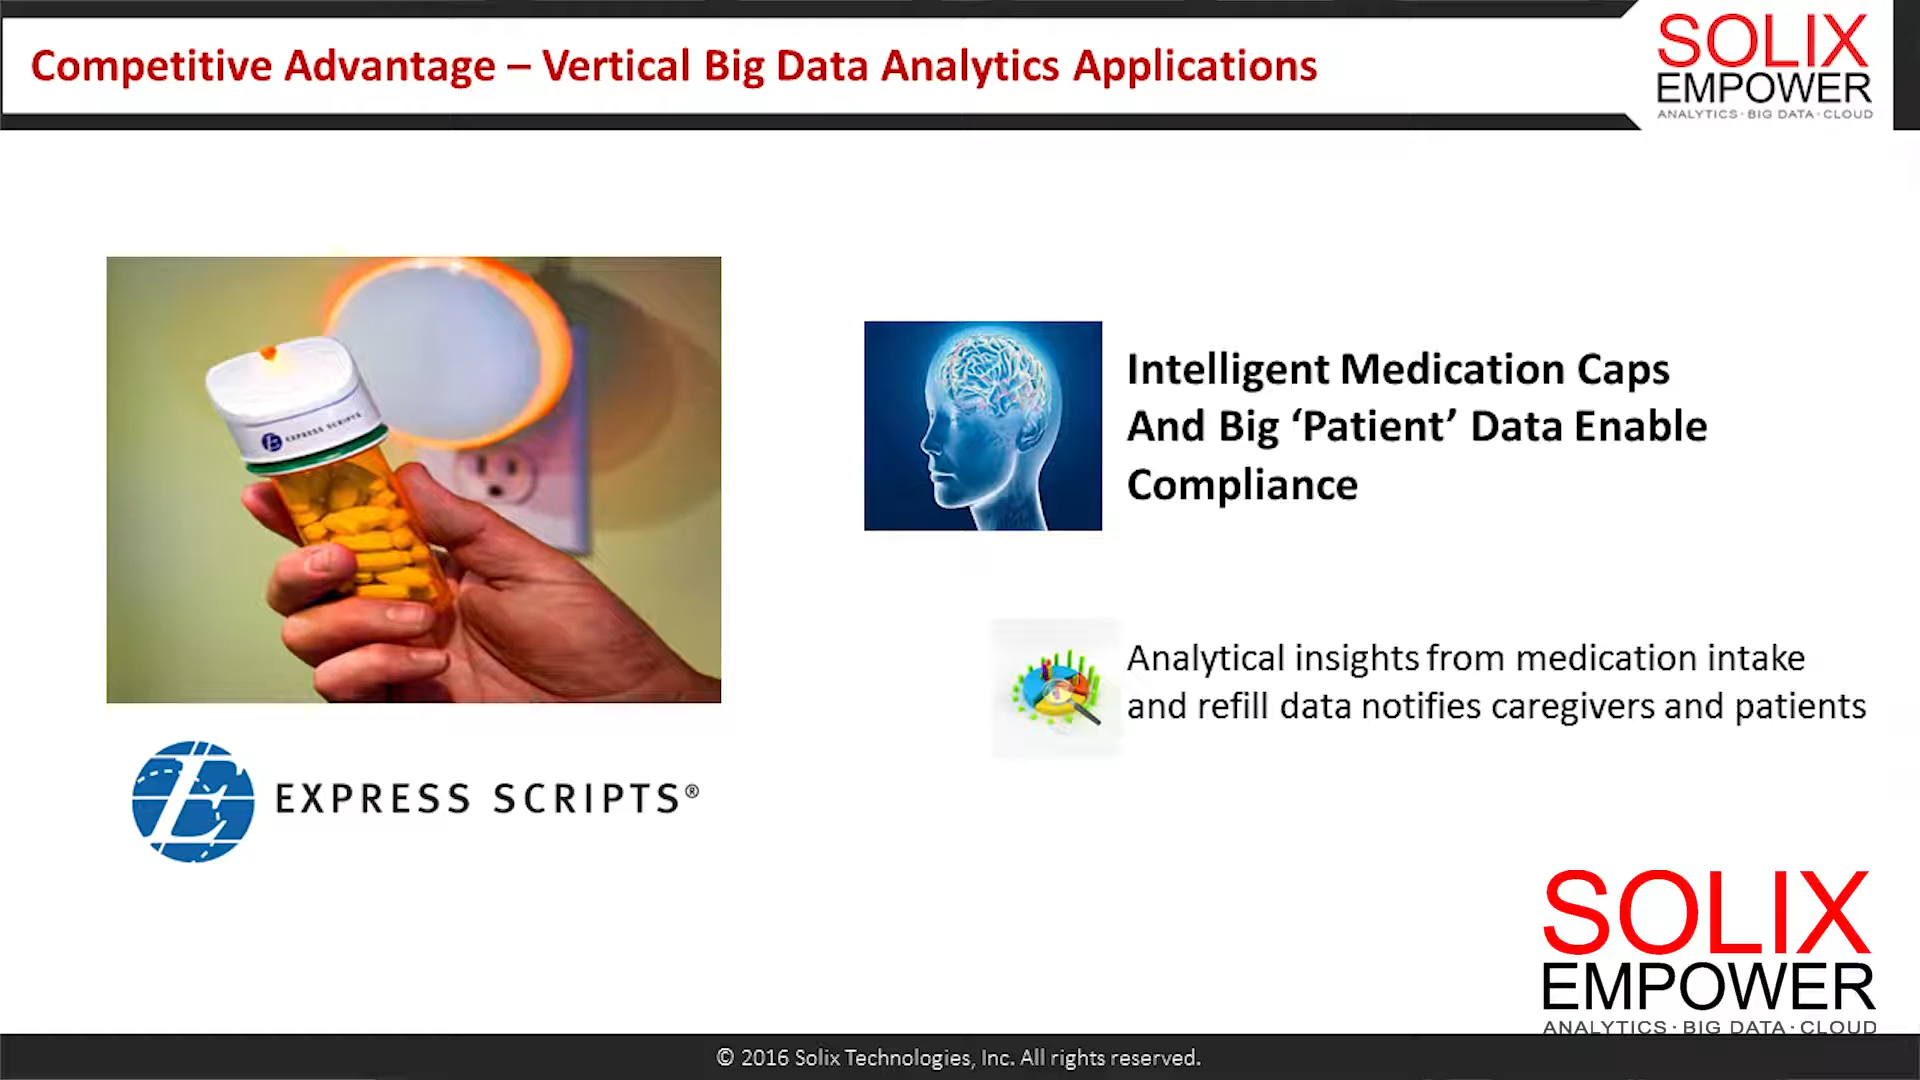 Competitive Advantage – Vertical Big Data Analytics Applications
SOLIX
EMPOWER
ANALYTICS · BIG DATA · CLOUD
EXPRESS SCRIPTS
Intelligent Medication Caps
And Big ‘Patient’ Data Enable
Compliance
Analytical insights from medication intake
and refill data notifies caregivers and patients
EXPRESS SCRIPTS®
SOLIX
EMPOWER
ANALYTICS · BIG DATA · CLOUD
© 2016 Solix Technologies, Inc. All rights reserved.